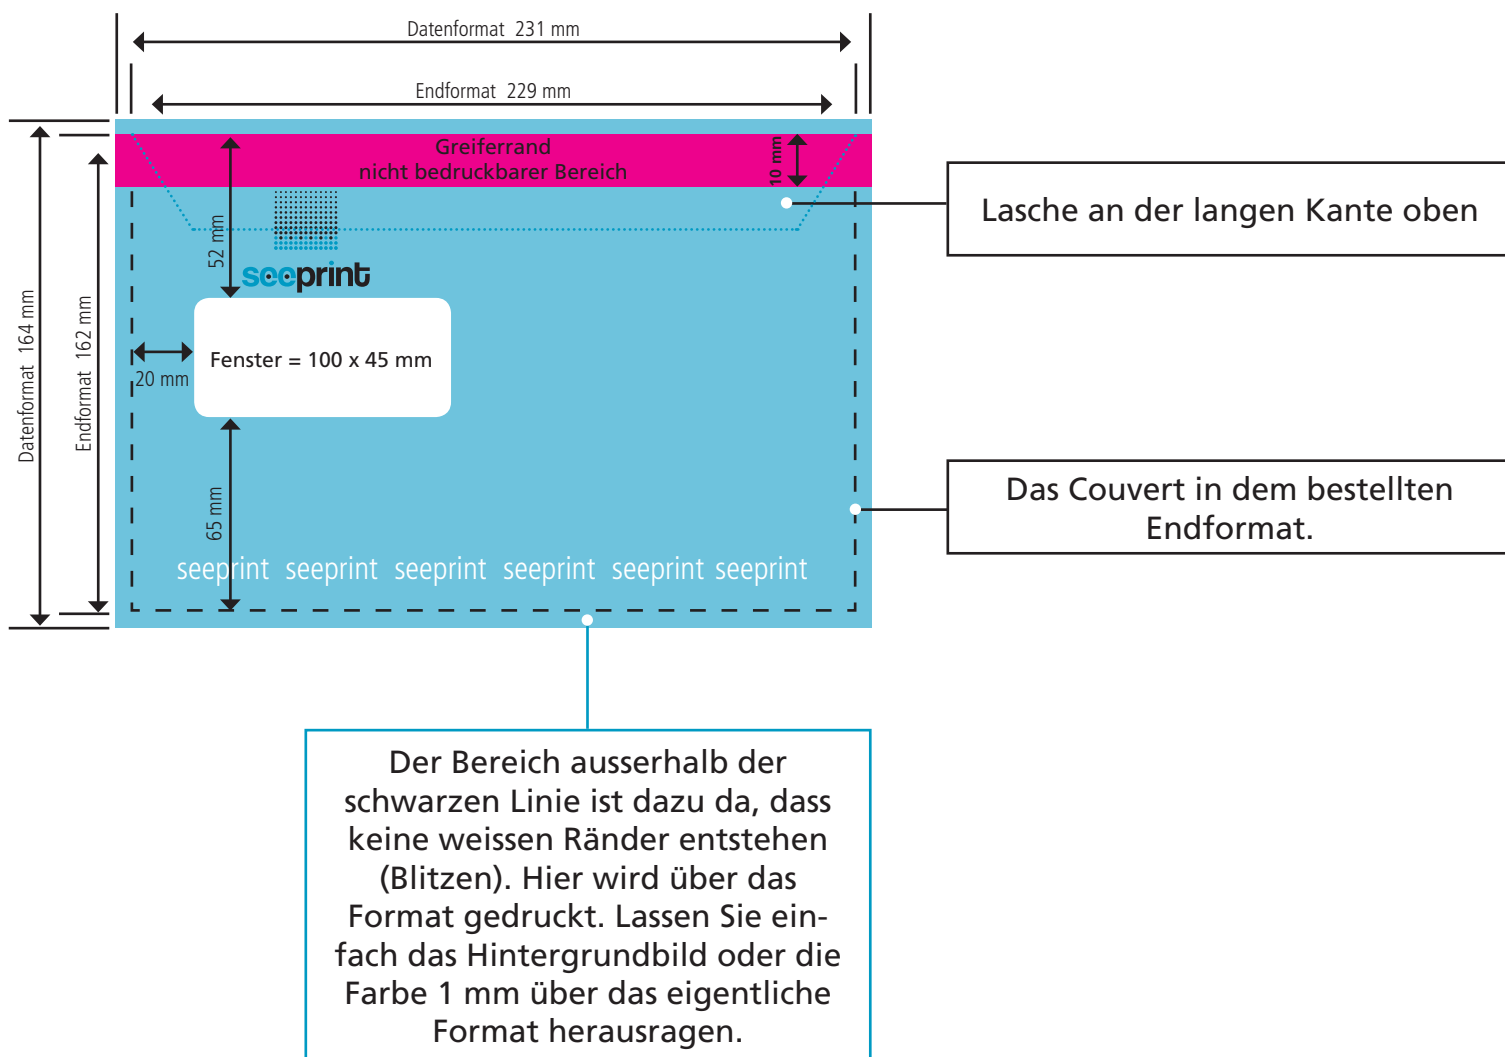 Datenformat 231 mm
Endformat 229 mm
Greiferrand
nicht bedruckbarer Bereich
10 mm
Lasche an der langen Kante oben
52 mm
seeprint
Datenformat 164 mm
Endformat 162 mm
Fenster = 100 x 45 mm
20 mm
65 mm
Das Couvert in dem bestellten
Endformat.
seeprint seeprint seeprint seeprint seeprint seeprint
Der Bereich ausserhalb der
schwarzen Linie ist dazu da, dass
keine weissen Ränder entstehen
(Blitzen). Hier wird über das
Format gedruckt. Lassen Sie ein-
fach das Hintergrundbild oder die
Farbe 1 mm über das eigentliche
Format herausragen.